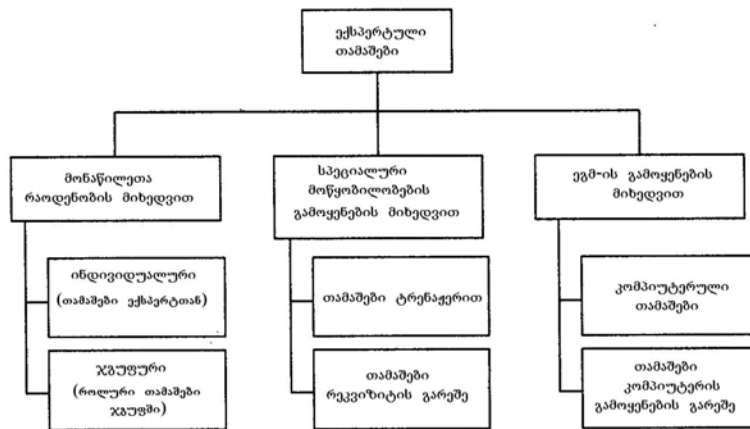 ექსპერტული
თამაშები
მონაწილეთა
რაოდენობის მიხედვით
სპეციალური
მოწყობილობების
გამოყენების მიხედვით
ეგმ-ის გამოყენების
მიხედვით
ინდივიდუალური
(თამაშები ექსპერტთან)
თამაშები ტრენაჟერით
კომპიუტერული
თამაშები
ჯგუფური
(როლური თამაშები
ჯგუფში)
თამაშები
რეკვიზიტის გარეშე
თამაშები
კომპიუტერის
გამოყენების გარეშე